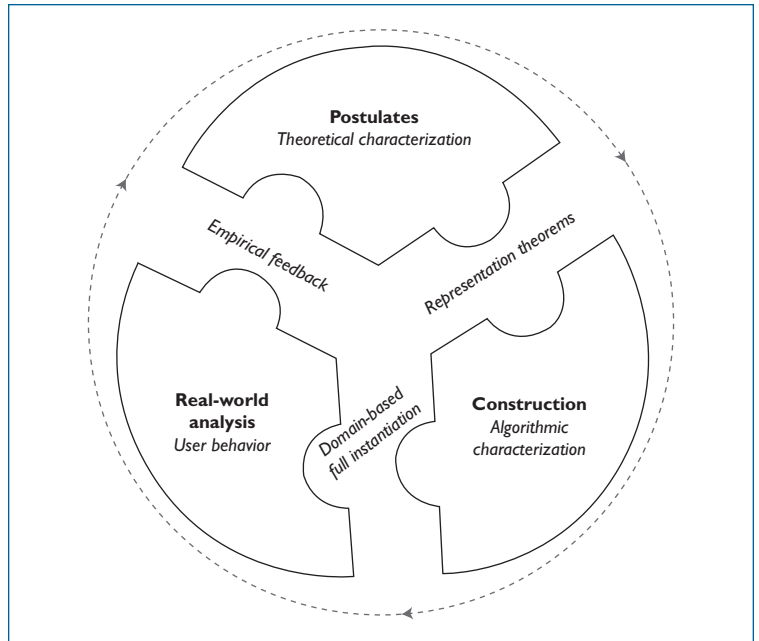 Postulates
Theoretical characterization
Empirical feedback
Representation theorems
Real-world
analysis
User behavior
Domain-based
full instantiation
Construction
Algorithmic
characterization